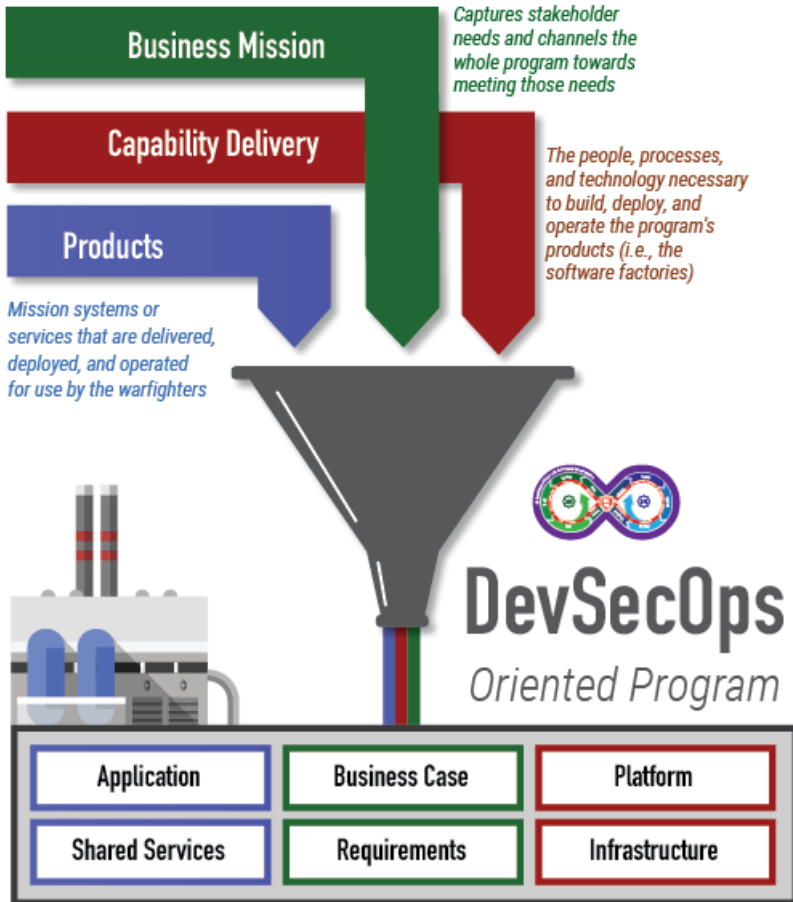 Business Mission
Captures stakeholder
needs and channels the
whole program towards
meeting those needs
Capability Delivery
The people, processes,
and technology necessary
to build, deploy, and
operate the program's
products (i.e., the
software factories)
Products
Mission systems or
services that are delivered,
deployed, and operated
for use by the warfighters
DevSecOps
Oriented Program
Application
Business Case
Platform
Shared Services
Requirements
Infrastructure